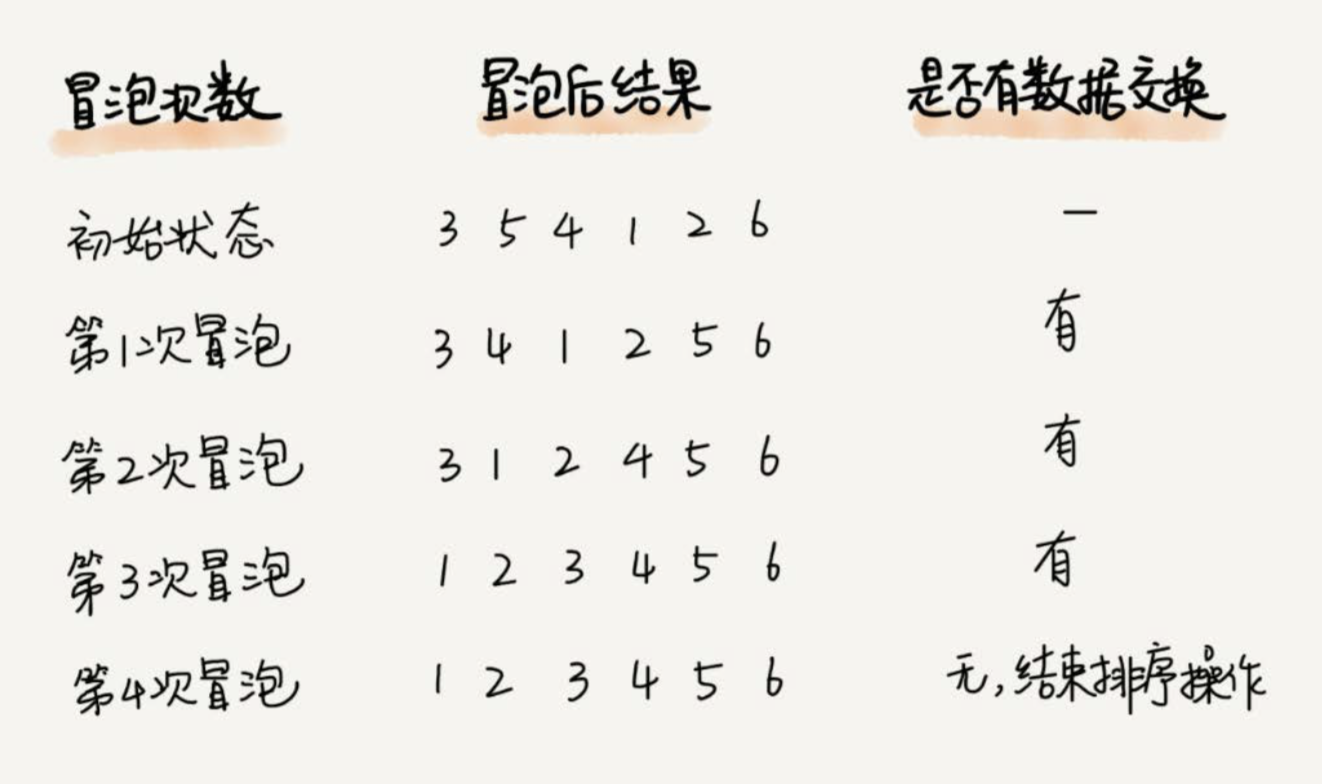 冒泡次数 冒泡后结果 是否有数据交换
初始状态 3 5 4 1 2 6 —
第1次冒泡 3 4 1 2 5 6 有
第2次冒泡 3 1 2 4 5 6 有
第3次冒泡 1 2 3 4 5 6 有
第4次冒泡 1 2 3 4 5 6 无,结束排序操作